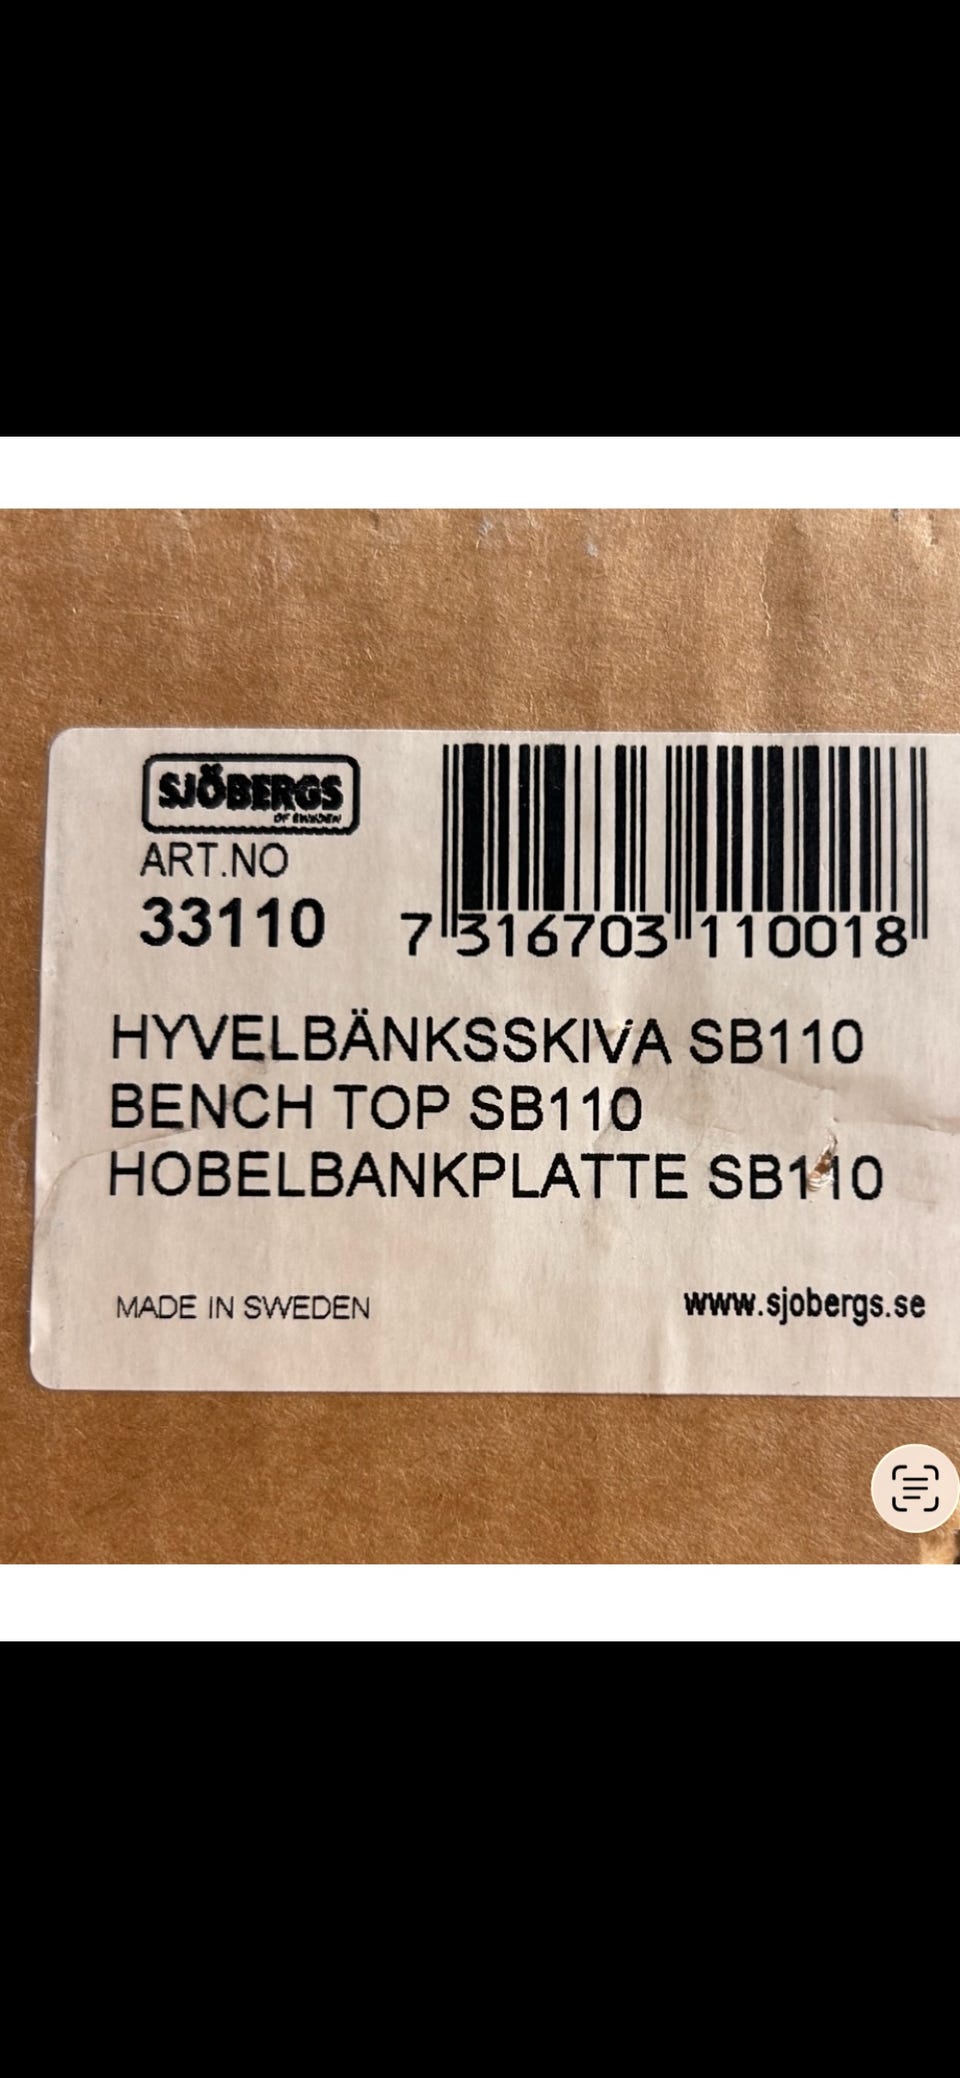 SJÖBERGS
OF SWEDEN
ART.NO
33110
7 316703 110018
HYVELBÄNKSSKIVA SB110
BENCH TOP SB110
HOBELBANKPLATTE SB110
MADE IN SWEDEN
www.sjobergs.se